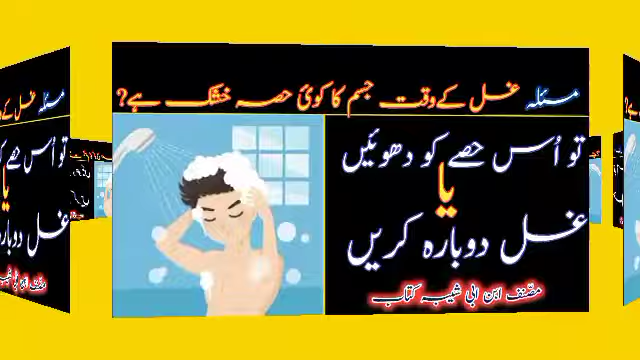 مسئلہ غسل کے وقت جسم کا کوئی حصہ خشک ہے؟
تو اُس حصے کو دھوئیں
یا
غسل دوبارہ کریں
مصنف ابن ابی شیبہ کتاب